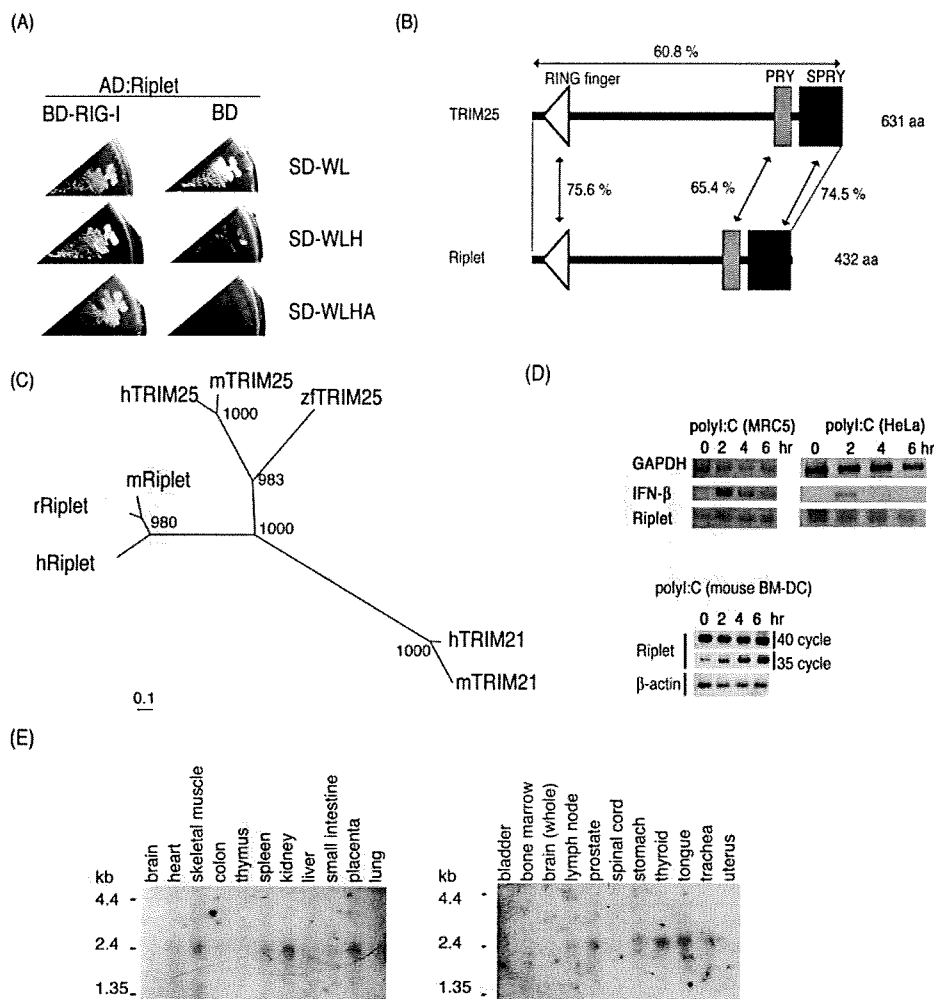 (A)
AD:Riplet
BD-RIG-I BD
SD-WL
SD-WLH
SD-WLHA
(B)
60.8 %
RING finger PRY SPRY
TRIM25 631 aa
75.6 % 65.4 % 74.5 %
Riplet 432 aa
(C)
hTRIM25 mTRIM25 zfTRIM25
1000
983
rRiplet mRiplet
980 1000
hRiplet
1000 hTRIM21
mTRIM21
0.1
(D)
polyI:C (MRC5) polyI:C (HeLa)
0 2 4 6 hr 0 2 4 6 hr
GAPDH
IFN-β
Riplet
polyI:C (mouse BM-DC)
0 2 4 6 hr
Riplet 40 cycle
35 cycle
β-actin
(E)
brain heart skeletal muscle colon thymus spleen kidney liver small intestine placenta lung
kb
4.4
2.4
1.35
bladder bone marrow brain (whole) lymph node prostate spinal cord stomach thyroid tongue trachea uterus
kb
4.4
2.4
1.35